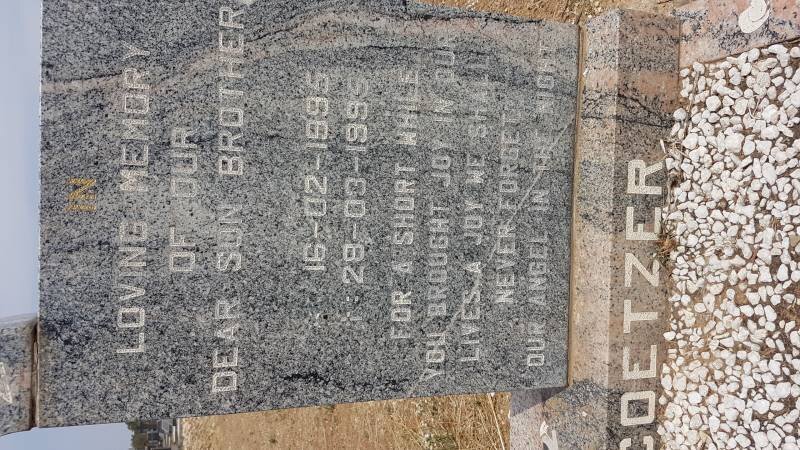 IN
LOVING MEMORY
OF OUR
DEAR SON BROTHER
16-02-1995
28-03-1995
FOR A SHORT WHILE
YOU BROUGHT JOY IN OUR
LIVES. A JOY WE SHALL
NEVER FORGET
OUR ANGEL IN THE NIGHT
COETZER